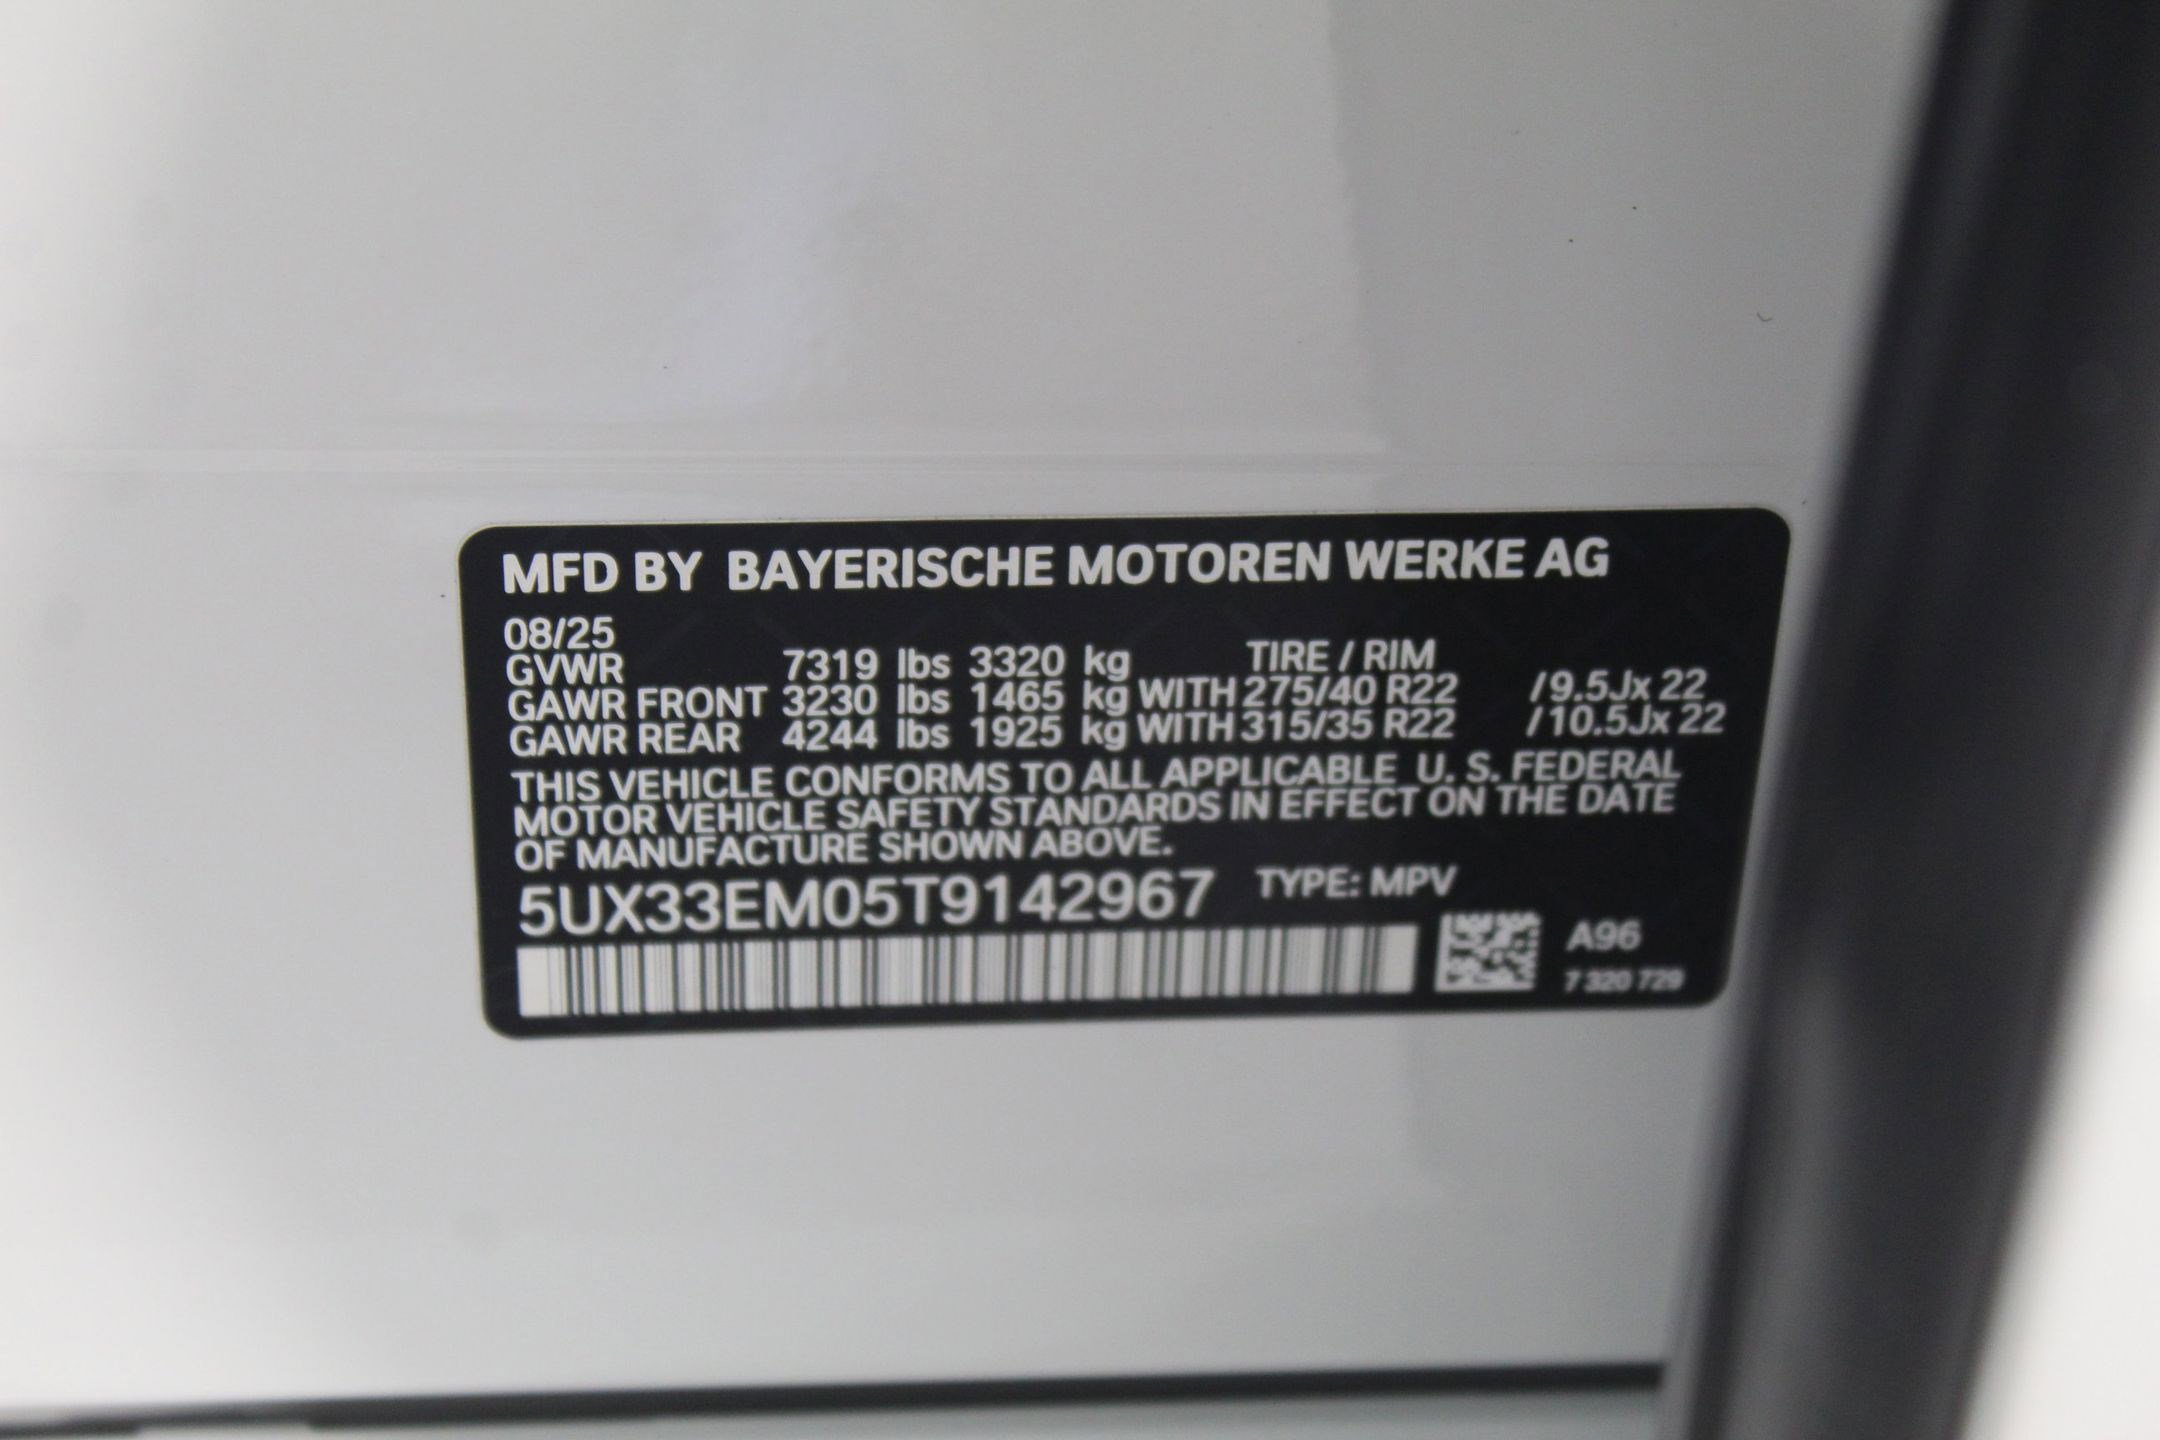 MFD BY BAYERISCHE MOTOREN WERKE AG
08/25
GVWR 7319 lbs 3320 kg TIRE / RIM
GAWR FRONT 3230 lbs 1465 kg WITH 275/40 R22 /9.5Jx 22
GAWR REAR 4244 lbs 1925 kg WITH 315/35 R22 /10.5Jx 22
THIS VEHICLE CONFORMS TO ALL APPLICABLE U. S. FEDERAL
MOTOR VEHICLE SAFETY STANDARDS IN EFFECT ON THE DATE
OF MANUFACTURE SHOWN ABOVE.
5UX33EM05T9142967 TYPE: MPV
A96
7 320 729